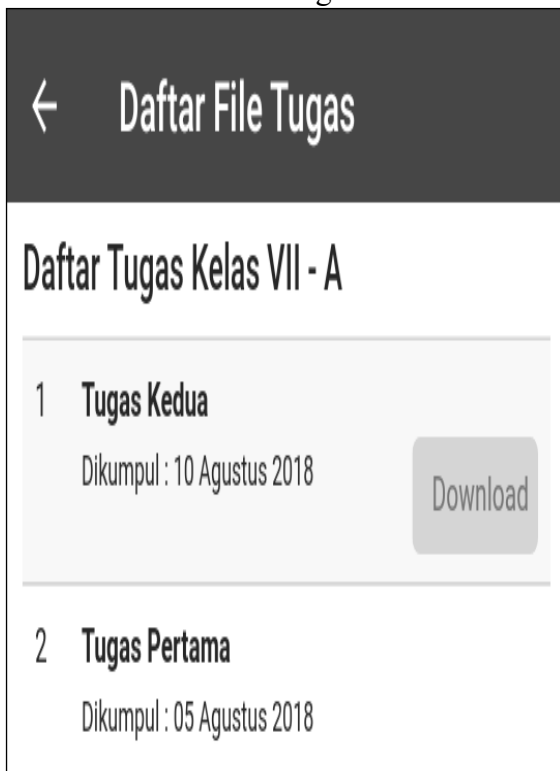 Daftar File Tugas
Daftar Tugas Kelas VII - A
1 Tugas Kedua
Dikumpul : 10 Agustus 2018
Download
2 Tugas Pertama
Dikumpul : 05 Agustus 2018